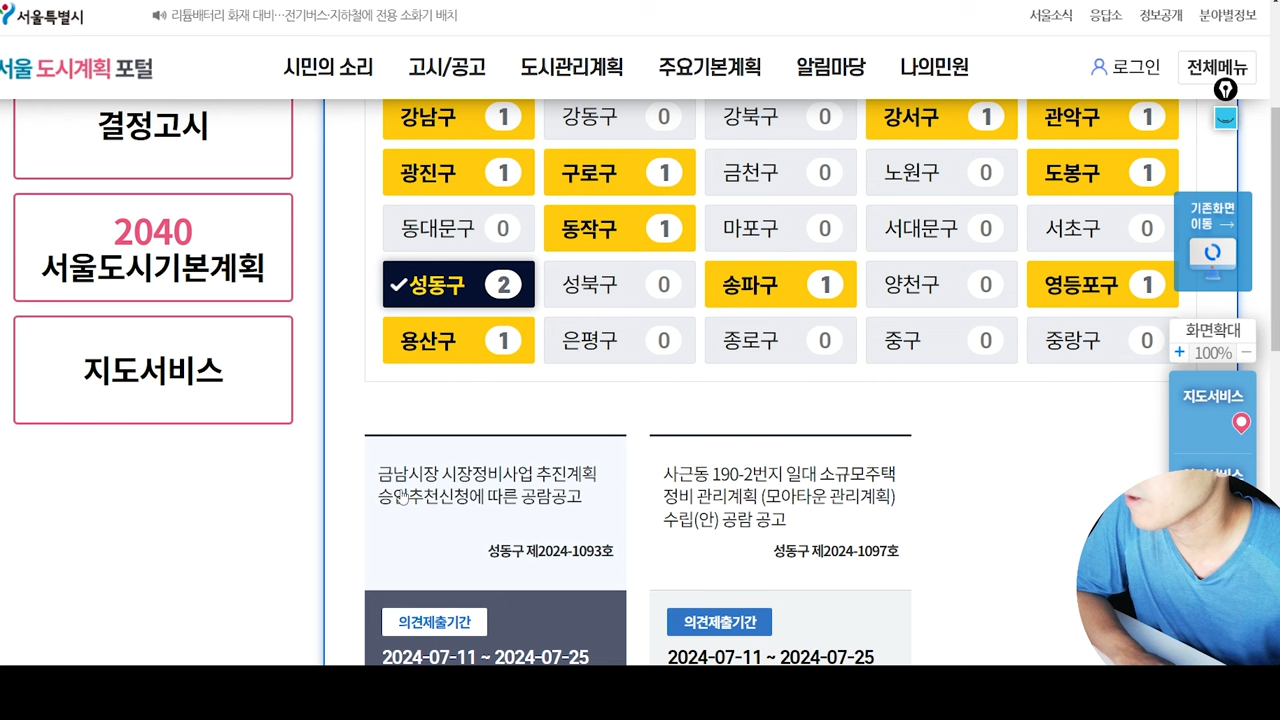 서울특별시
리튬배터리 화재 대비…전기버스·지하철에 전용 소화기 배치
서울소식 응답소 정보공개 분야별정보
서울 도시계획 포털
시민의 소리 고시/공고 도시관리계획 주요기본계획 알림마당 나의민원
로그인 전체메뉴
결정고시
2040
서울도시기본계획
지도서비스
강남구 1 강동구 0 강북구 0 강서구 1 관악구 1
광진구 1 구로구 1 금천구 0 노원구 0 도봉구 1
동대문구 0 동작구 1 마포구 0 서대문구 0 서초구 0
성동구 2 성북구 0 송파구 1 양천구 0 영등포구 1
용산구 1 은평구 0 종로구 0 중구 0 중랑구 0
기존화면
이동 →
화면확대
+ 100% −
지도서비스
금남시장 시장정비사업 추진계획
승인추천신청에 따른 공람공고
성동구 제2024-1093호
의견제출기간
2024-07-11 ~ 2024-07-25
사근동 190-2번지 일대 소규모주택
정비 관리계획 (모아타운 관리계획)
수립(안) 공람 공고
성동구 제2024-1097호
의견제출기간
2024-07-11 ~ 2024-07-25